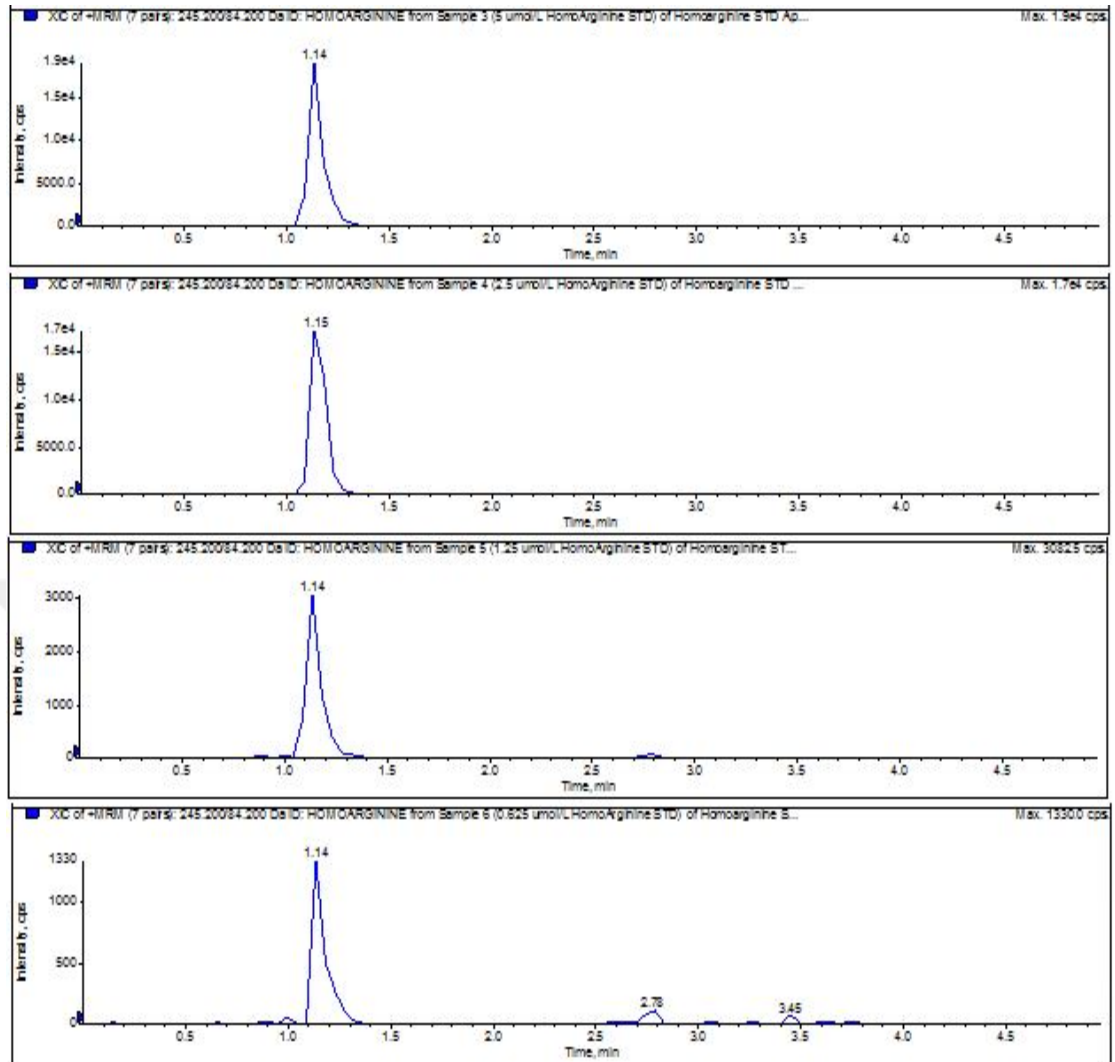 XIC of +MRM (7 pairs): 245.200/84.200 Da ID: HOMOARGININE from Sample 3 (5 umol/L HomoArginine STD) of Homoarginine STD Ap... Max. 1.9e4 cps.
1.14
1.9e4
1.5e4
1.0e4
5000.0
0.0
Intensity, cps
0.5 1.0 1.5 2.0 2.5 3.0 3.5 4.0 4.5
Time, min
XIC of +MRM (7 pairs): 245.200/84.200 Da ID: HOMOARGININE from Sample 4 (2.5 umol/L HomoArginine STD) of Homoarginine STD ... Max. 1.7e4 cps.
1.15
1.7e4
1.5e4
1.0e4
5000.0
0.0
Intensity, cps
0.5 1.0 1.5 2.0 2.5 3.0 3.5 4.0 4.5
Time, min
XIC of +MRM (7 pairs): 245.200/84.200 Da ID: HOMOARGININE from Sample 5 (1.25 umol/L HomoArginine STD) of Homoarginine ST... Max. 3082.5 cps.
1.14
3000
2000
1000
0
Intensity, cps
0.5 1.0 1.5 2.0 2.5 3.0 3.5 4.0 4.5
Time, min
XIC of +MRM (7 pairs): 245.200/84.200 Da ID: HOMOARGININE from Sample 6 (0.625 umol/L HomoArginine STD) of Homoarginine S... Max. 1330.0 cps.
1.14
1330
1000
500
0
2.78
3.45
Intensity, cps
0.5 1.0 1.5 2.0 2.5 3.0 3.5 4.0 4.5
Time, min